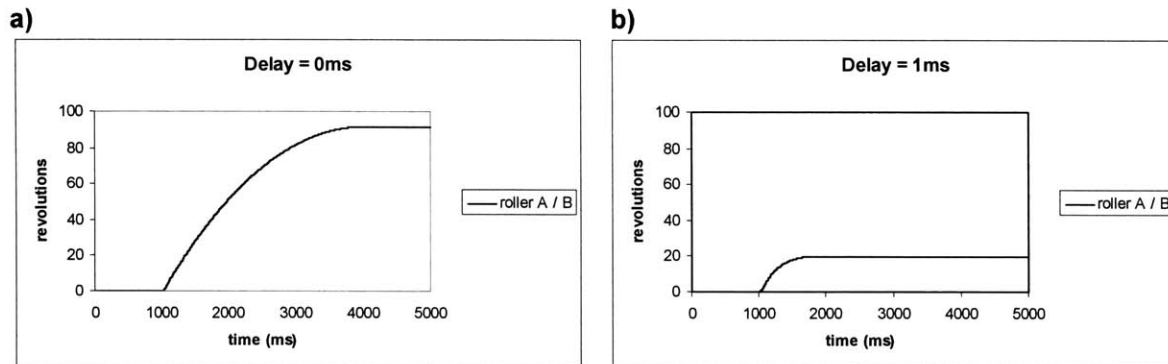 a)
Delay = 0ms
100
80
60
40
20
0
revolutions
0 1000 2000 3000 4000 5000
time (ms)
roller A / B
b)
Delay = 1ms
100
80
60
40
20
0
revolutions
0 1000 2000 3000 4000 5000
time (ms)
roller A / B